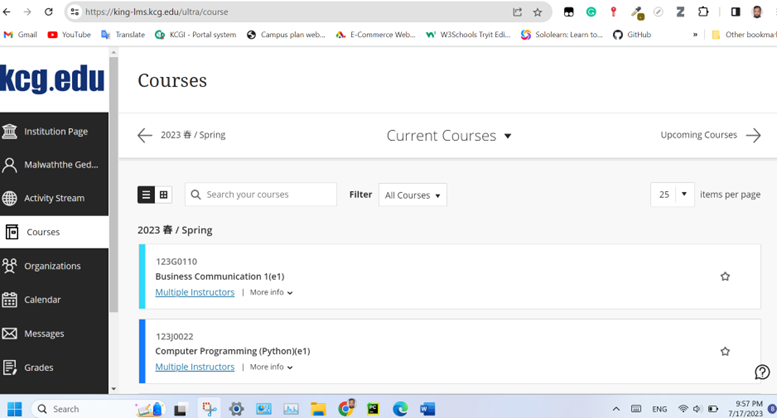 https://king-lms.kcg.edu/ultra/course
Gmail YouTube Translate KCGI - Portal system Campus plan web... E-Commerce Web... W3Schools Tryit Edi... Sololearn: Learn to... GitHub » Other bookma
kcg.edu
Courses
Institution Page
2023 春 / Spring Current Courses Upcoming Courses
Malwaththe Ged...
Activity Stream
Search your courses Filter All Courses 25 items per page
Courses
2023 春 / Spring
Organizations
123G0110
Business Communication 1(e1)
Multiple Instructors | More info
Calendar
Messages
123J0022
Computer Programming (Python)(e1)
Multiple Instructors | More info
Grades
Search ENG 9:57 PM
7/17/2023